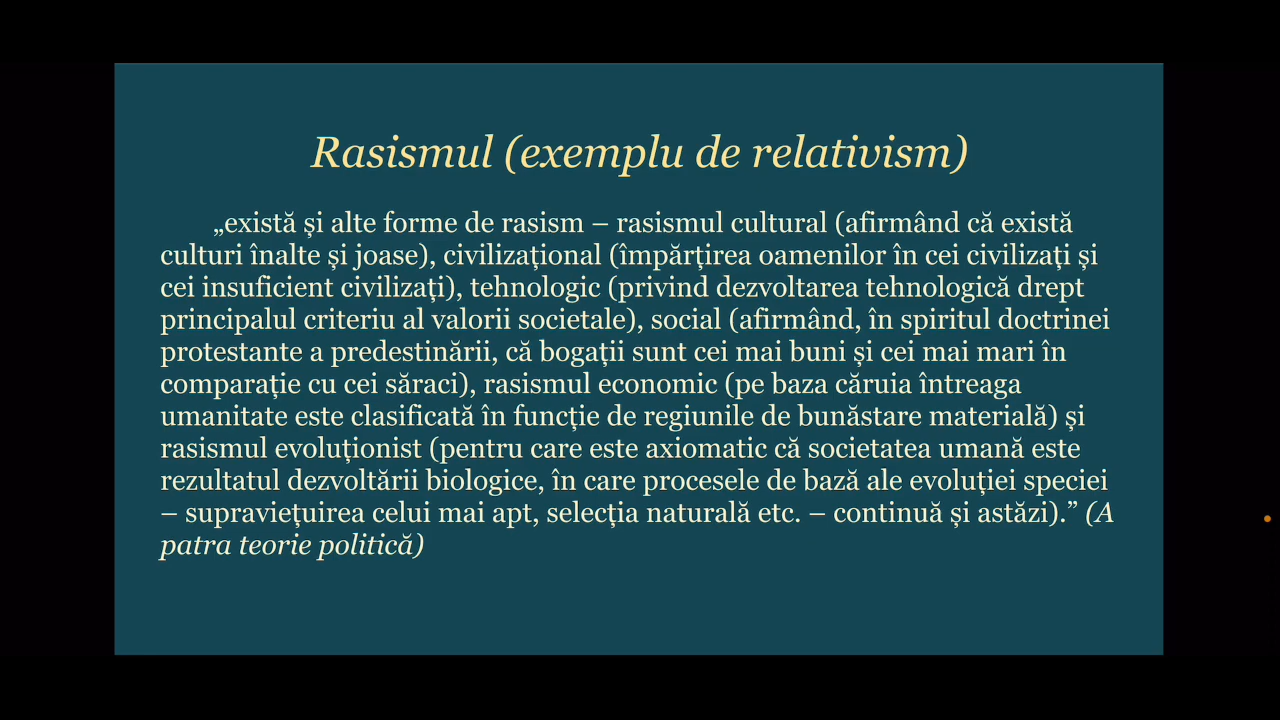 Rasismul (exemplu de relativism)
„există și alte forme de rasism – rasismul cultural (afirmând că există
culturi înalte și joase), civilizațional (împărțirea oamenilor în cei civilizați și
cei insuficient civilizați), tehnologic (privind dezvoltarea tehnologică drept
principalul criteriu al valorii societale), social (afirmând, în spiritul doctrinei
protestante a predestinării, că bogații sunt cei mai buni și cei mai mari în
comparație cu cei săraci), rasismul economic (pe baza căruia întreaga
umanitate este clasificată în funcție de regiunile de bunăstare materială) și
rasismul evoluționist (pentru care este axiomatic că societatea umană este
rezultatul dezvoltării biologice, în care procesele de bază ale evoluției speciei
– supraviețuirea celui mai apt, selecția naturală etc. – continuă și astăzi).” (A
patra teorie politică)